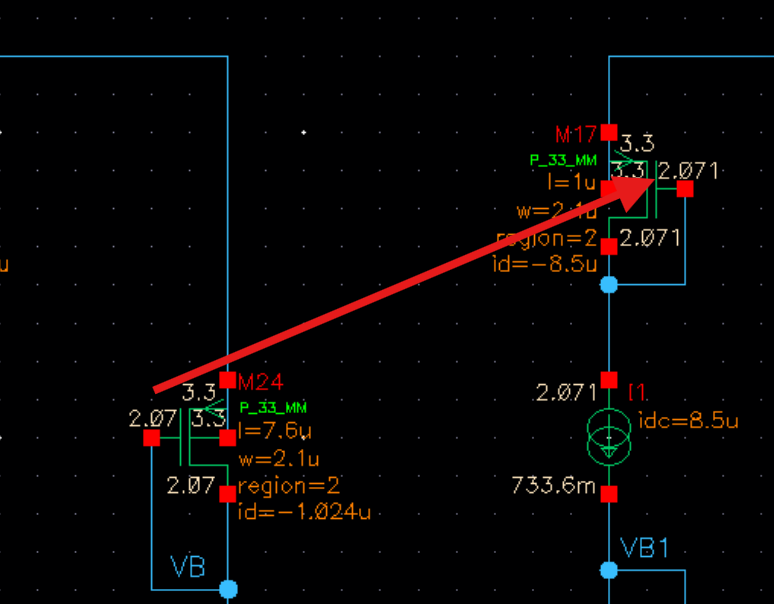 M17
3.3
P_33_MM
3.3
2.071
l=1u
w=2.1u
region=2
2.071
id=-8.5u
u
M24
3.3
P_33_MM
2.07
3.3
l=7.6u
w=2.1u
2.07
region=2
id=-1.024u
VB
2.071
I1
idc=8.5u
733.6m
VB1